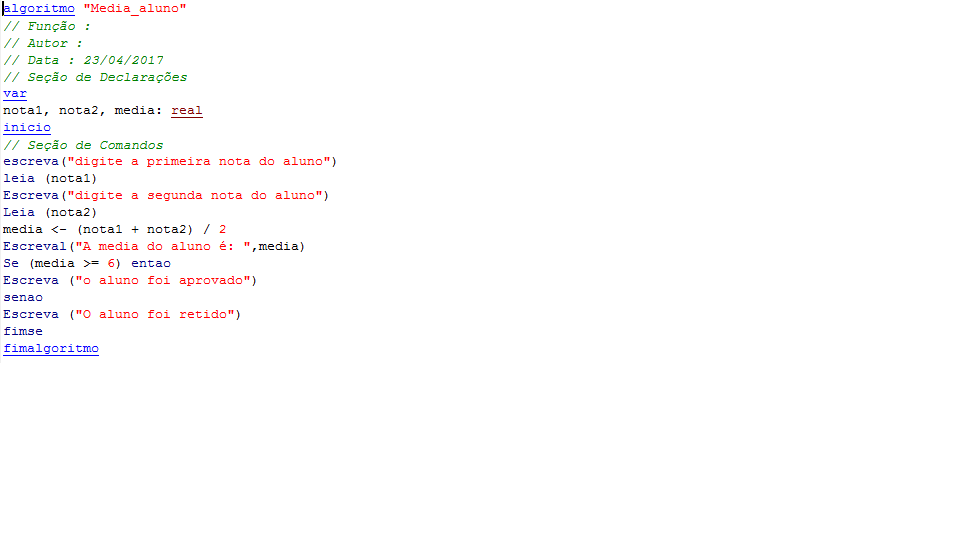 algoritmo "Media_aluno"
// Função :
// Autor :
// Data : 23/04/2017
// Seção de Declarações
var
nota1, nota2, media: real
inicio
// Seção de Comandos
escreva("digite a primeira nota do aluno")
leia (nota1)
Escreva("digite a segunda nota do aluno")
Leia (nota2)
media <- (nota1 + nota2) / 2
Escreval("A media do aluno é: ",media)
Se (media >= 6) entao
Escreva ("o aluno foi aprovado")
senao
Escreva ("O aluno foi retido")
fimse
fimalgoritmo